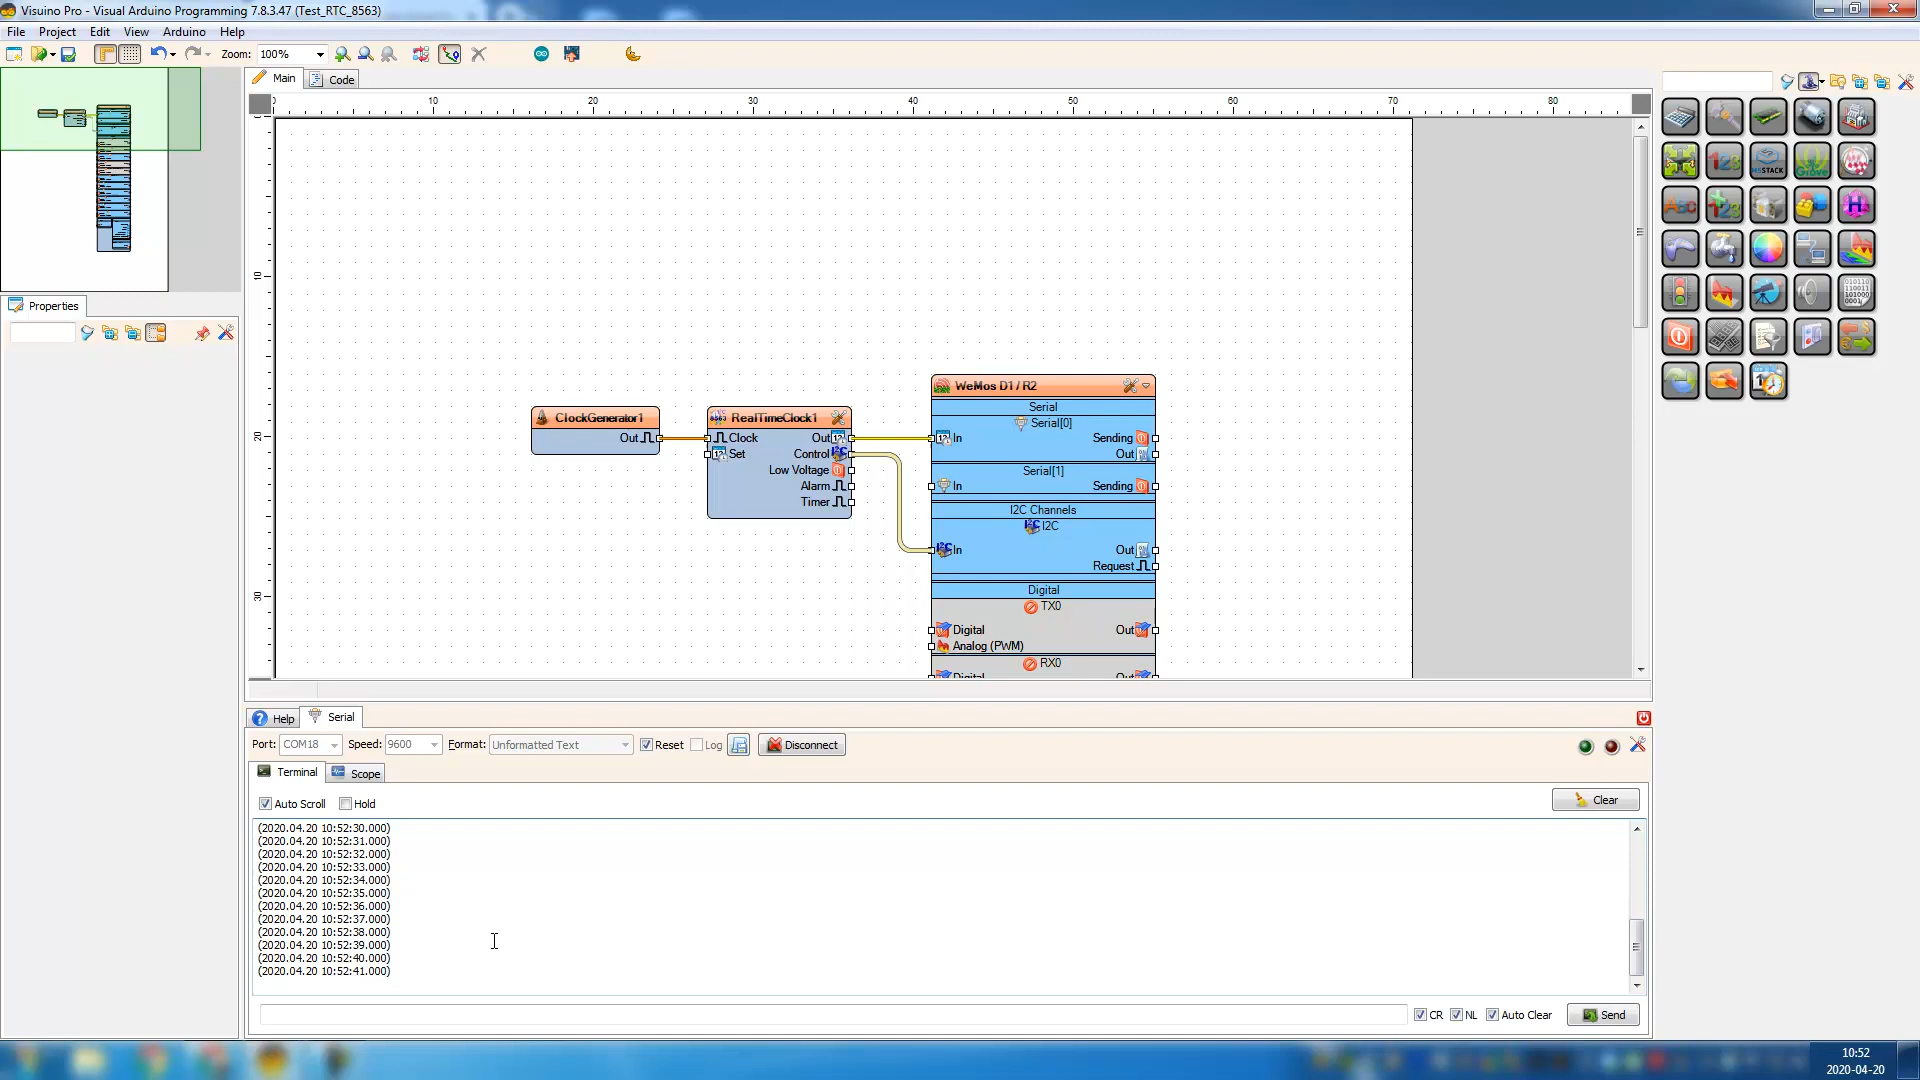 Visuino Pro - Visual Arduino Programming 7.8.3.47 (Test_RTC_8563)
File Project Edit View Arduino Help
Zoom: 100%
Main Code
10 20 30 40 50 60 70 80
10
20
30
Properties
ClockGenerator1
Out
RealTimeClock1
Clock Out
Set Control
Low Voltage
Alarm
Timer
WeMos D1 / R2
Serial
Serial[0]
In Sending
Out
Serial[1]
In Sending
I2C Channels
I2C
In Out
Request
Digital
TX0
Digital Out
Analog (PWM)
RX0
Digital Out
Help Serial
Port: COM18 Speed: 9600 Format: Unformatted Text Reset Log Disconnect
Terminal Scope
Auto Scroll Hold Clear
(2020.04.20 10:52:30.000)
(2020.04.20 10:52:31.000)
(2020.04.20 10:52:32.000)
(2020.04.20 10:52:33.000)
(2020.04.20 10:52:34.000)
(2020.04.20 10:52:35.000)
(2020.04.20 10:52:36.000)
(2020.04.20 10:52:37.000)
(2020.04.20 10:52:38.000)
(2020.04.20 10:52:39.000)
(2020.04.20 10:52:40.000)
(2020.04.20 10:52:41.000)
CR NL Auto Clear Send
10:52
2020-04-20